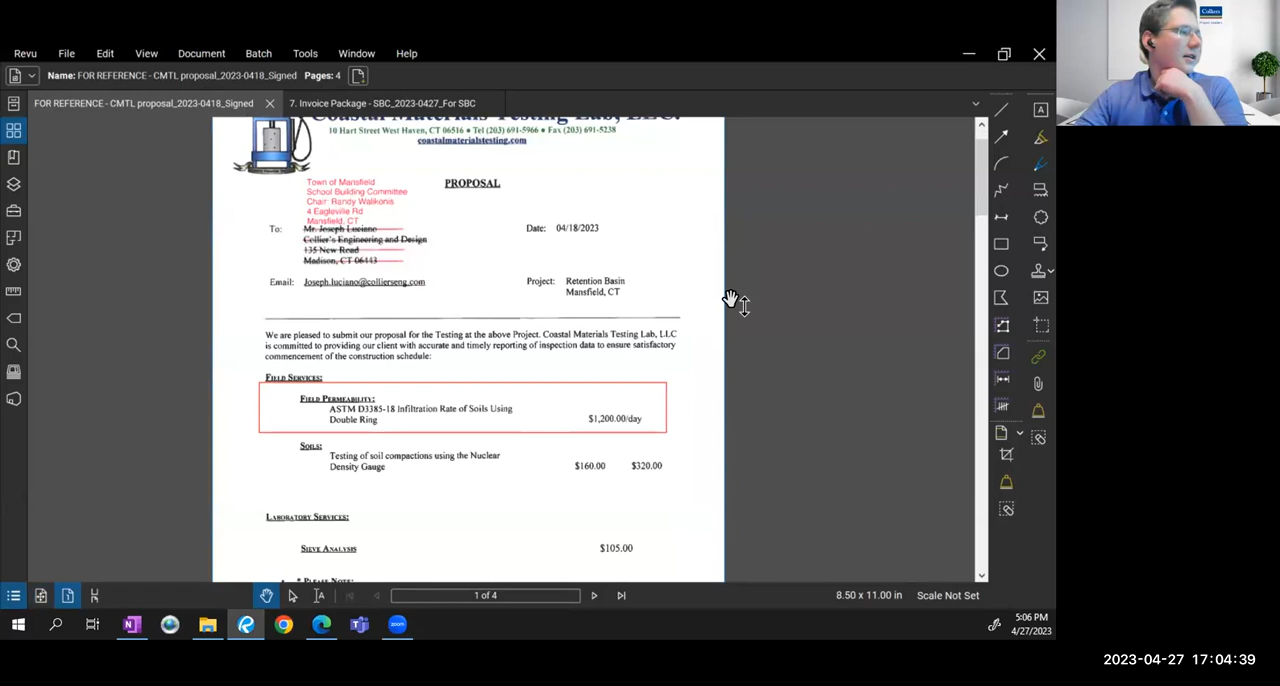 Colliers
Revu File Edit View Document Batch Tools Window Help
Name: FOR REFERENCE - CMTL proposal_2023-0418_Signed Pages: 4
FOR REFERENCE - CMTL proposal_2023-0418_Signed
7. Invoice Package - SBC_2023-0427_For SBC
Coastal Materials Testing Lab, LLC.
10 Hart Street West Haven, CT 06516 ● Tel (203) 691-5966 ● Fax (203) 691-5238
coastalmaterialstesting.com
PROPOSAL
Town of Mansfield
School Building Committee
Chair: Randy Walikonis
4 Eagleville Rd
Mansfield, CT
To: Mr. Joseph Luciano
Collier's Engineering and Design
135 New Road
Madison, CT 06443
Date: 04/18/2023
Email: Joseph.luciano@collierseng.com
Project: Retention Basin
Mansfield, CT
We are pleased to submit our proposal for the Testing at the above Project. Coastal Materials Testing Lab, LLC
is committed to providing our client with accurate and timely reporting of inspection data to ensure satisfactory
commencement of the construction schedule:
FIELD SERVICES:
FIELD PERMEABILITY:
ASTM D3385-18 Infiltration Rate of Soils Using
Double Ring $1,200.00/day
SOILS:
Testing of soil compactions using the Nuclear
Density Gauge $160.00 $320.00
LABORATORY SERVICES:
SIEVE ANALYSIS $105.00
* PLEASE NOTE:
1 of 4
8.50 x 11.00 in Scale Not Set
zoom
5:06 PM
4/27/2023
2023-04-27 17:04:39